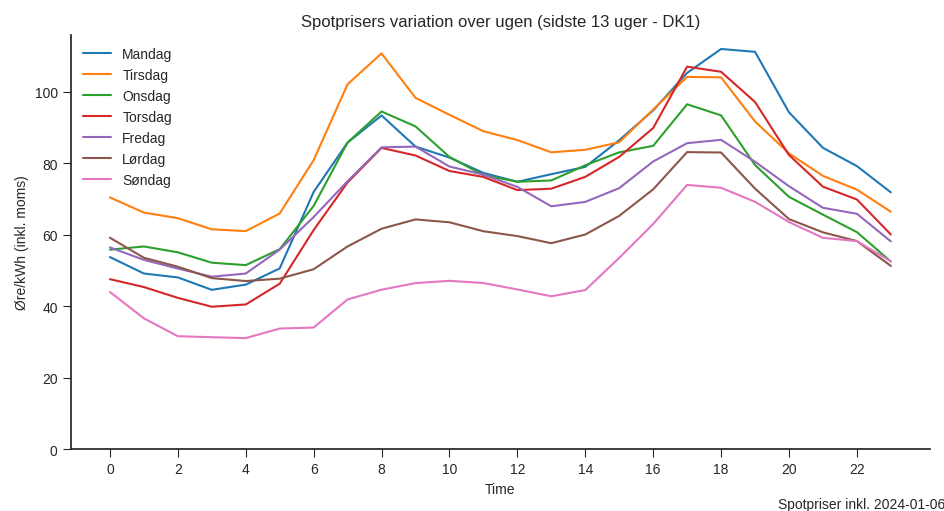 Spotprisers variation over ugen (sidste 13 uger - DK1)
Mandag
Tirsdag
Onsdag
Torsdag
Fredag
Lørdag
Søndag
Øre/kWh (inkl. moms)
100
80
60
40
20
0
0 2 4 6 8 10 12 14 16 18 20 22
Time
Spotpriser inkl. 2024-01-06